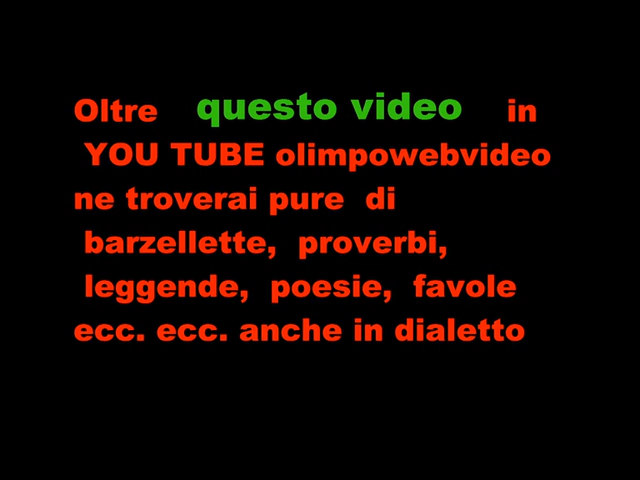 Oltre questo video in
YOU TUBE olimpowebvideo
ne troverai pure di
barzellette, proverbi,
leggende, poesie, favole
ecc. ecc. anche in dialetto